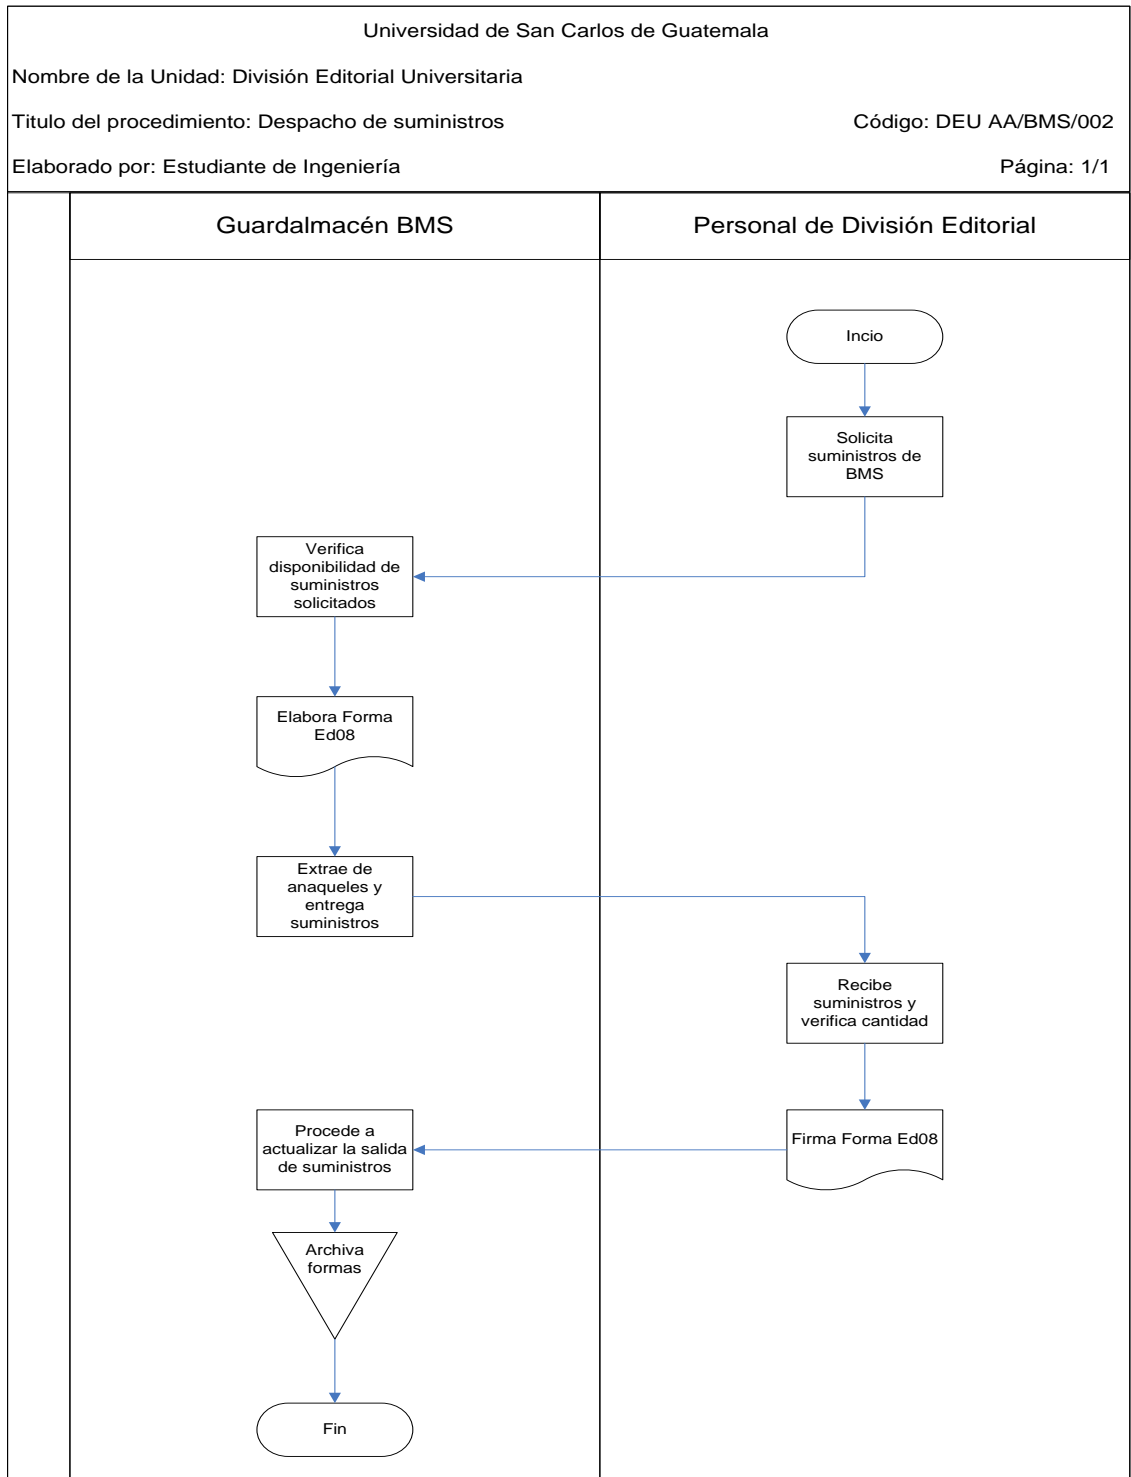 Universidad de San Carlos de Guatemala
Nombre de la Unidad: División Editorial Universitaria
Titulo del procedimiento: Despacho de suministros Código: DEU AA/BMS/002
Elaborado por: Estudiante de Ingeniería Página: 1/1
Guardalmacén BMS Personal de División Editorial
Incio
Solicita
suministros de
BMS
Verifica
disponibilidad de
suministros
solicitados
Elabora Forma
Ed08
Extrae de
anaqueles y
entrega
suministros
Recibe
suministros y
verifica cantidad
Firma Forma Ed08
Procede a
actualizar la salida
de suministros
Archiva
formas
Fin